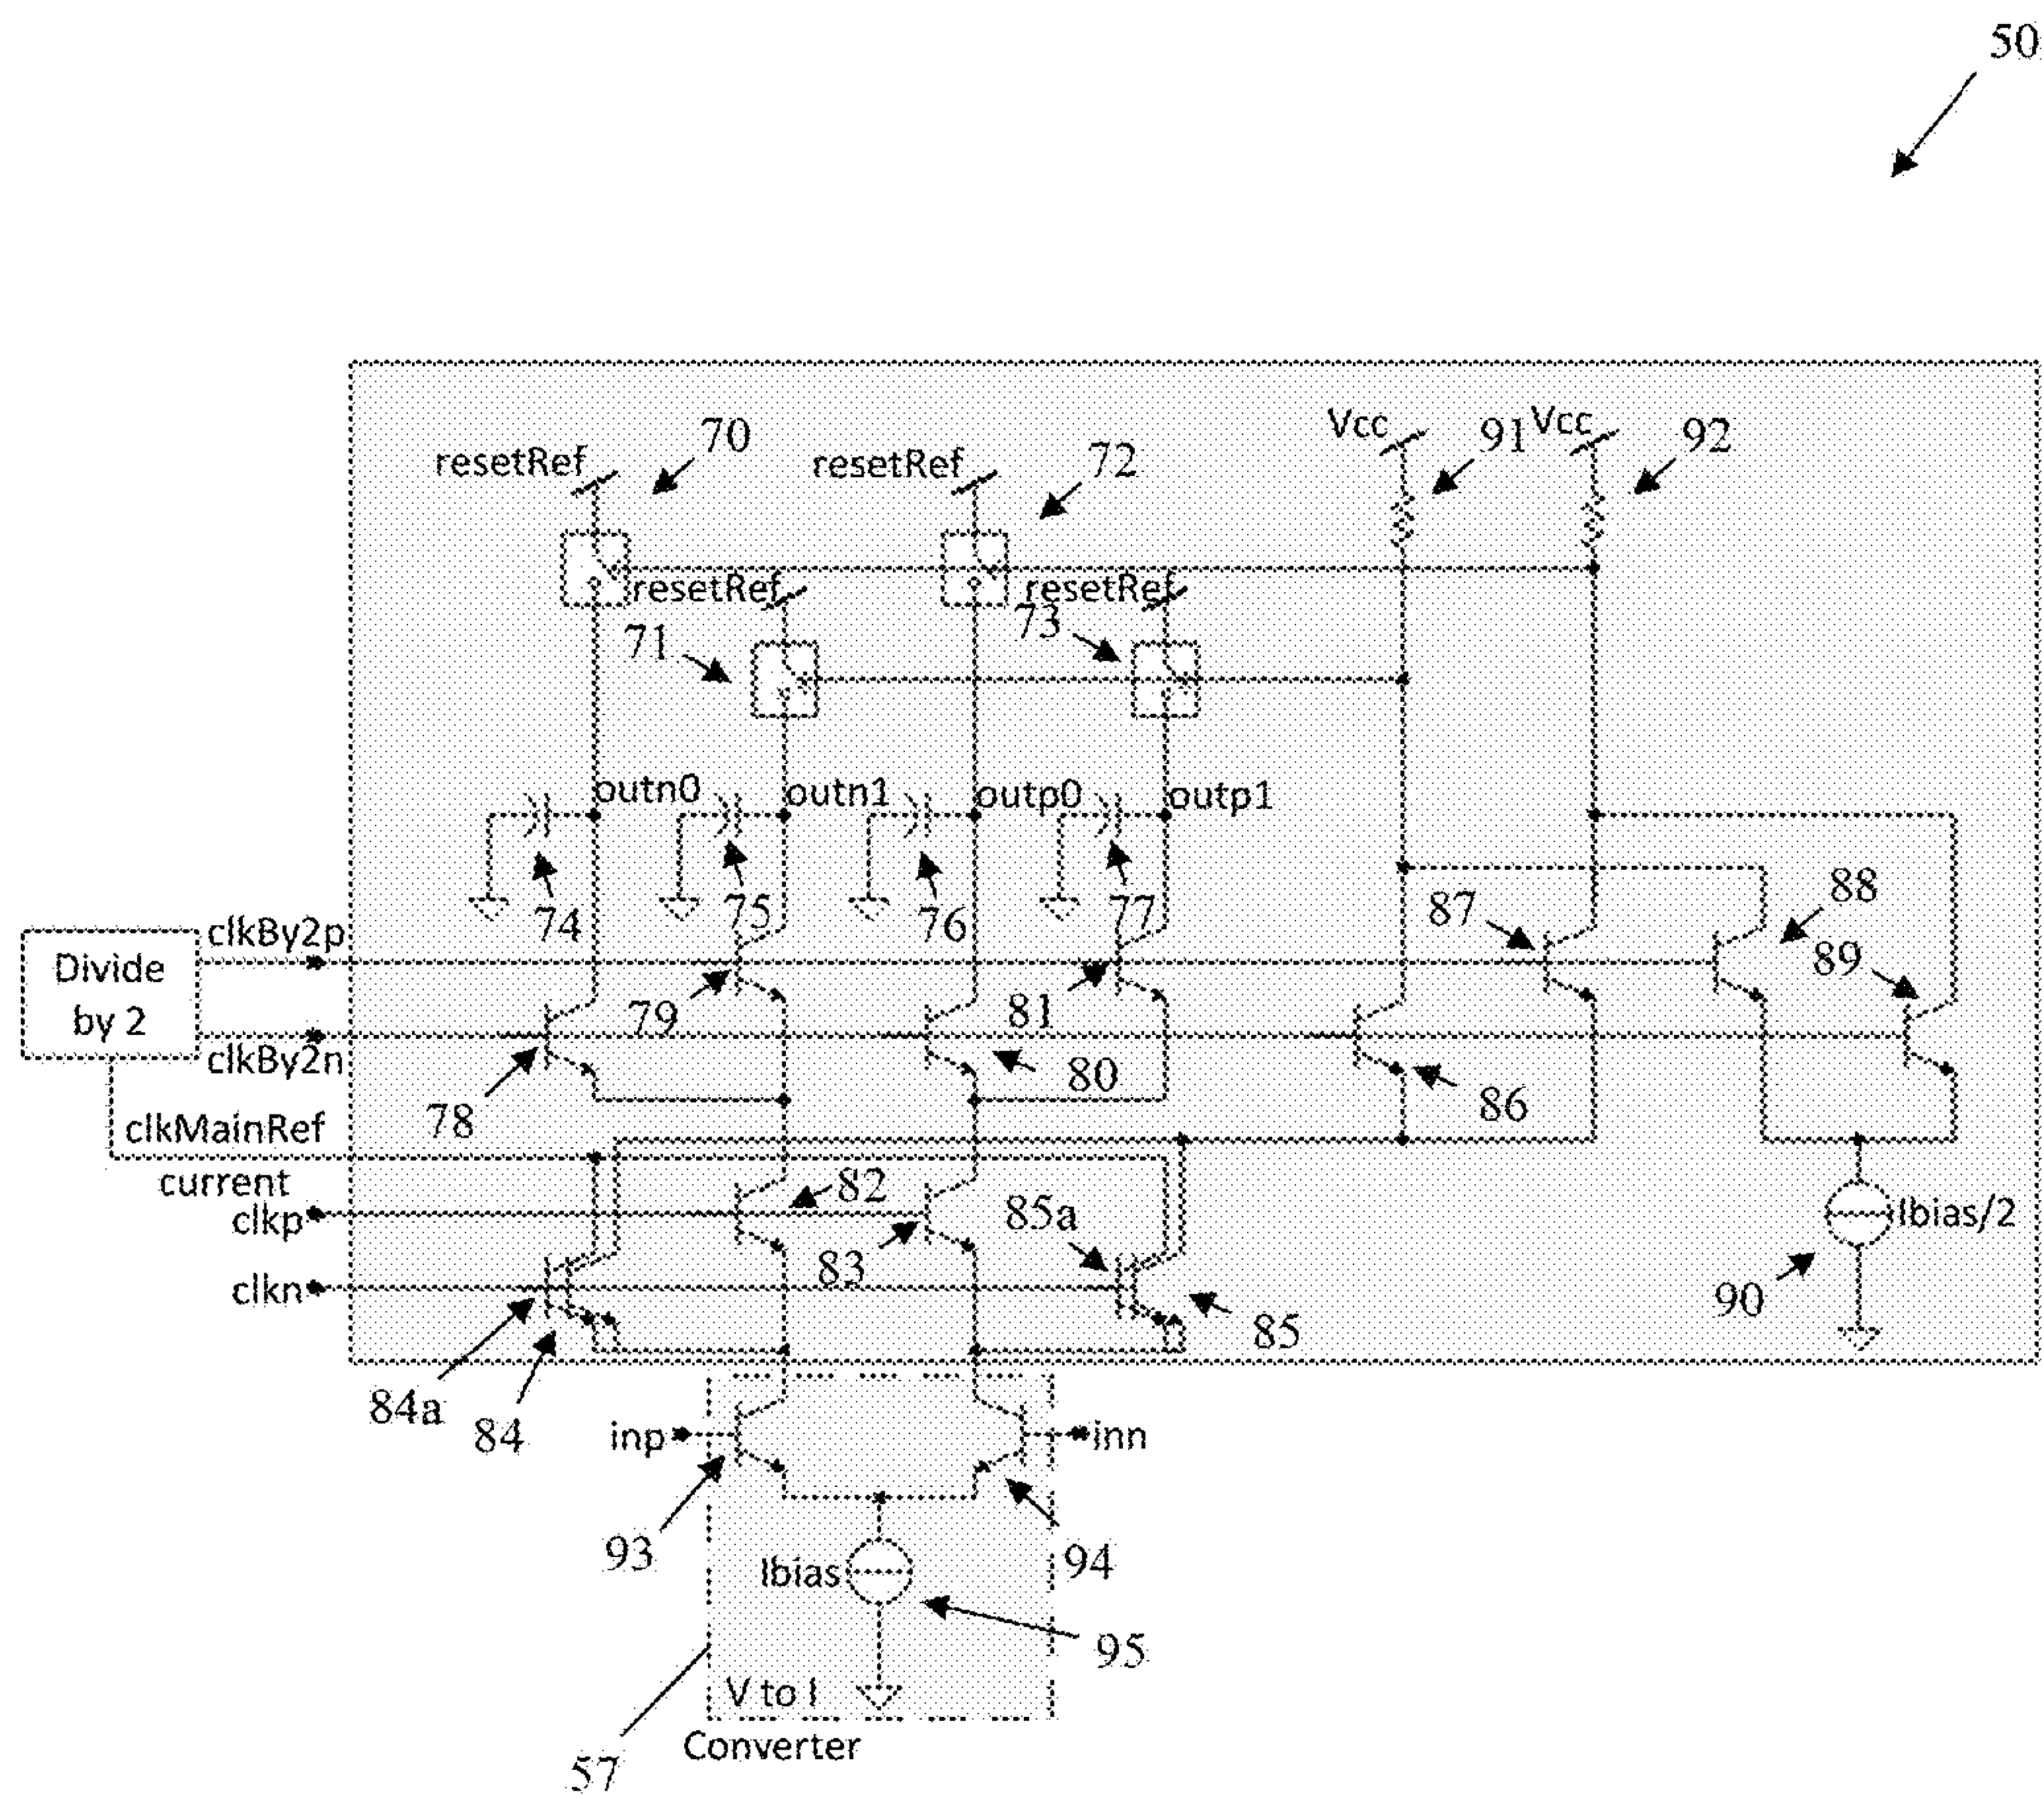 50
Vcc
91
Vcc
92
resetRef
70
resetRef
72
resetRef
resetRef
71
73
outn0
outn1
outp0
outp1
74
75
76
77
87
88
89
clkBy2p
Divide
by 2
clkBy2n
79
81
78
80
86
clkMainRef
current
clkp
82
83
85a
Ibias/2
clkn
90
85
84a
84
inp
inn
93
94
Ibias
95
V to I
Converter
57